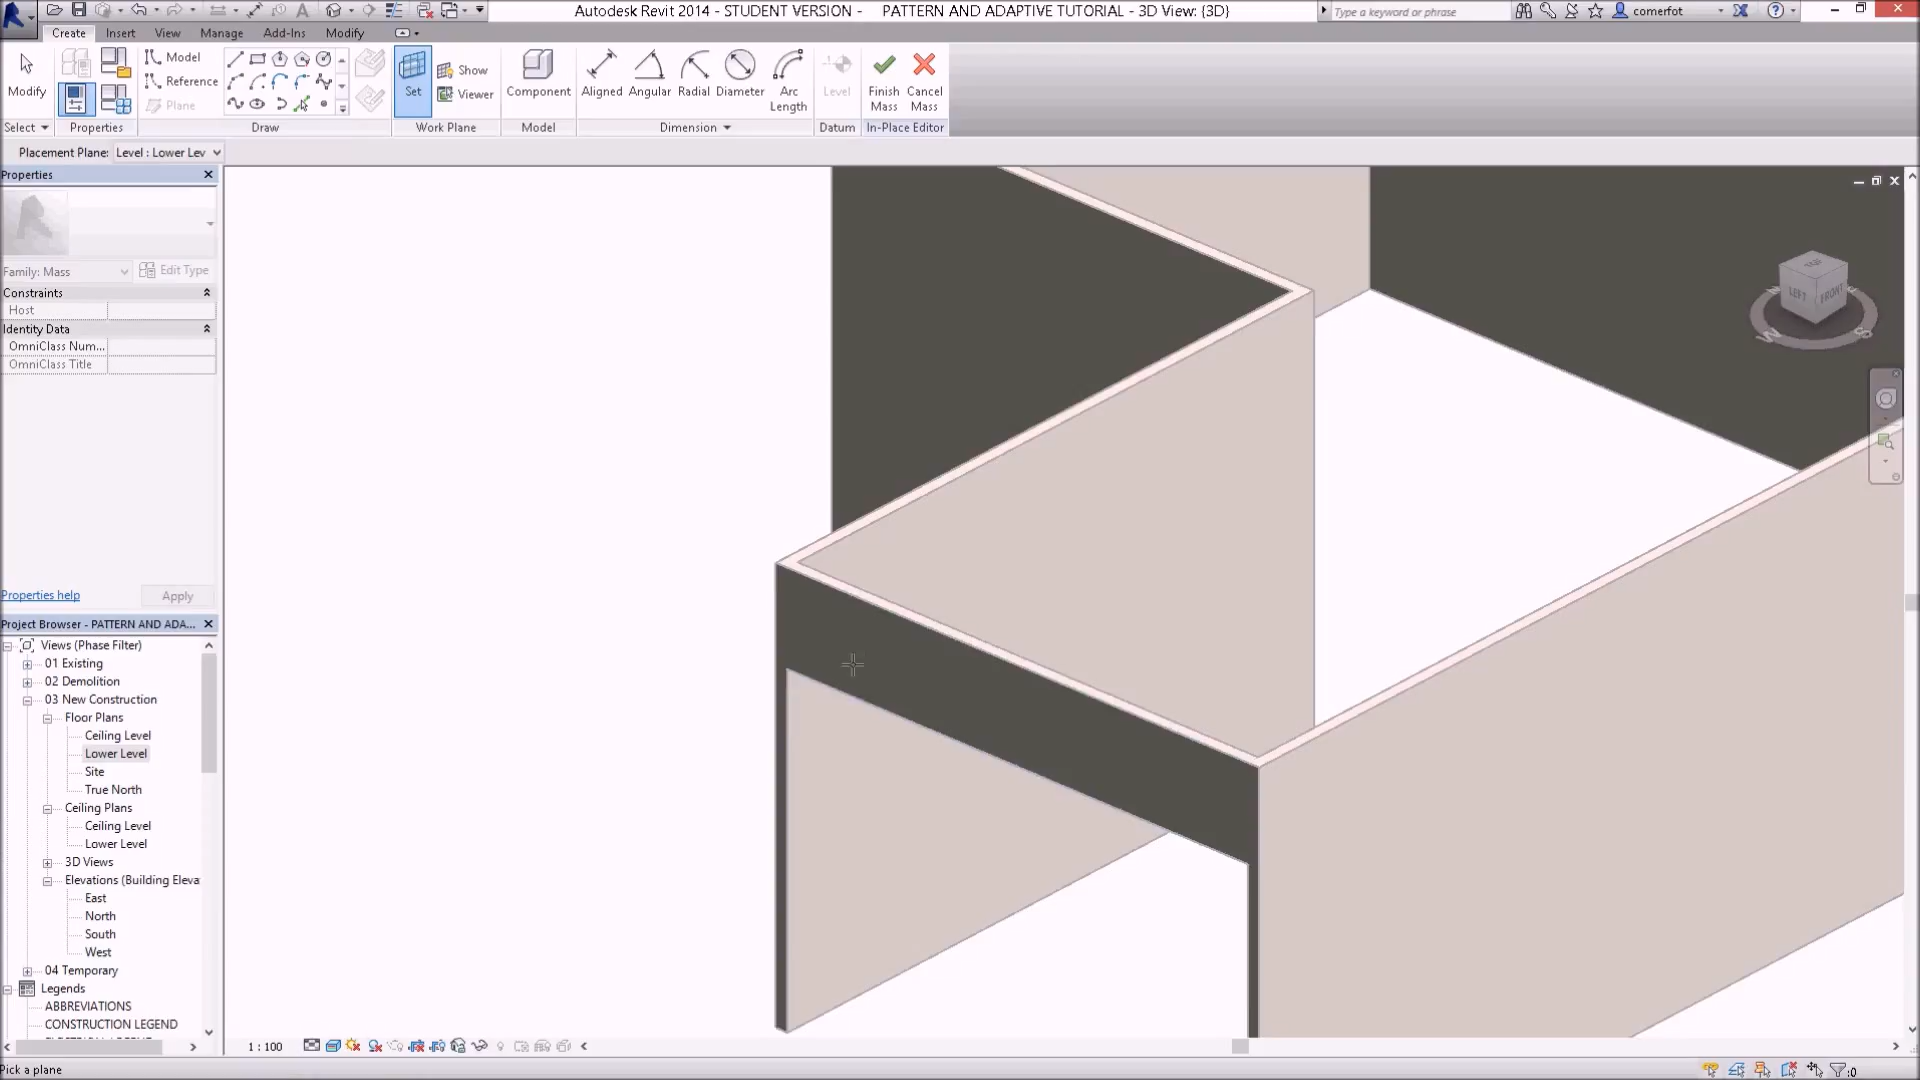 Autodesk Revit 2014 - STUDENT VERSION - PATTERN AND ADAPTIVE TUTORIAL - 3D View: {3D}
Type a keyword or phrase
comerfot
Create Insert View Manage Add-Ins Modify
Modify
Model
Reference
Plane
Set
Show
Viewer
Component
Aligned Angular Radial Diameter Arc Length
Level
Finish Mass
Cancel Mass
Select Properties Draw Work Plane Model Dimension Datum In-Place Editor
Placement Plane: Level : Lower Lev
Properties
Family: Mass
Edit Type
Constraints
Host
Identity Data
OmniClass Num...
OmniClass Title
Properties help
Apply
Project Browser - PATTERN AND ADA...
Views (Phase Filter)
01 Existing
02 Demolition
03 New Construction
Floor Plans
Ceiling Level
Lower Level
Site
True North
Ceiling Plans
Ceiling Level
Lower Level
3D Views
Elevations (Building Eleva
East
North
South
West
04 Temporary
Legends
ABBREVIATIONS
CONSTRUCTION LEGEND
TOP
LEFT
FRONT
W
S
1 : 100
Pick a plane
:0